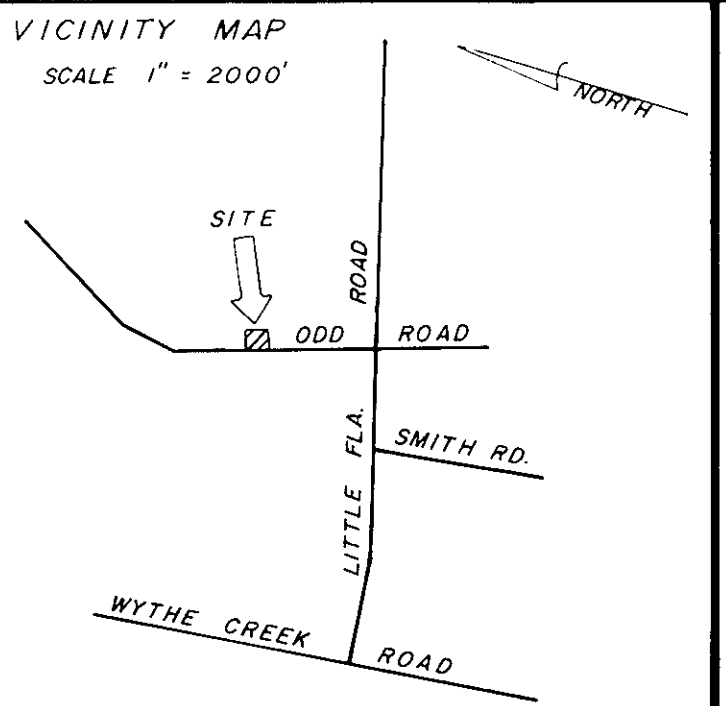 VICINITY MAP
SCALE 1" = 2000'
NORTH
SITE
ROAD
ODD ROAD
LITTLE FLA.
SMITH RD.
WYTHE CREEK ROAD